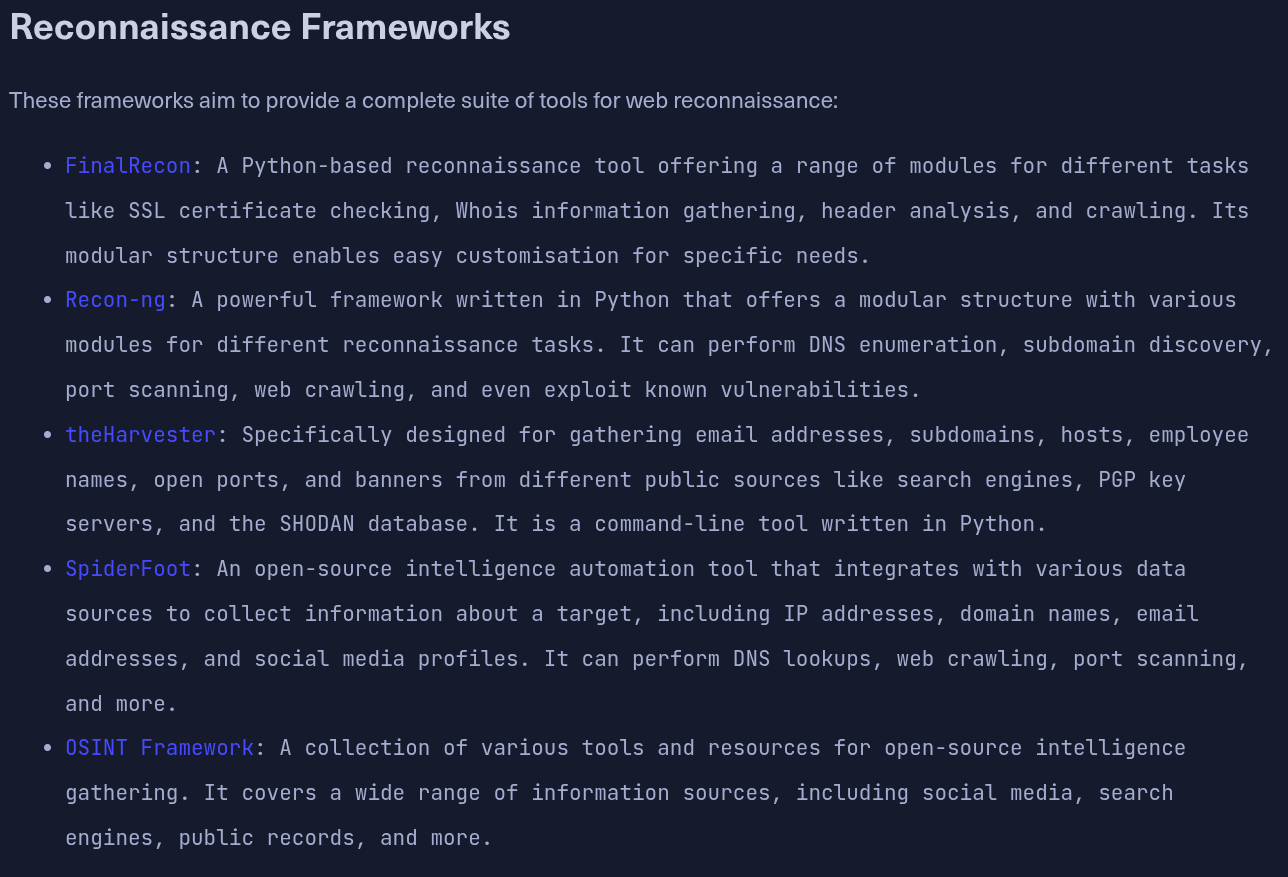 Reconnaissance Frameworks
These frameworks aim to provide a complete suite of tools for web reconnaissance:
• FinalRecon: A Python-based reconnaissance tool offering a range of modules for different tasks
like SSL certificate checking, Whois information gathering, header analysis, and crawling. Its
modular structure enables easy customisation for specific needs.
• Recon-ng: A powerful framework written in Python that offers a modular structure with various
modules for different reconnaissance tasks. It can perform DNS enumeration, subdomain discovery,
port scanning, web crawling, and even exploit known vulnerabilities.
• theHarvester: Specifically designed for gathering email addresses, subdomains, hosts, employee
names, open ports, and banners from different public sources like search engines, PGP key
servers, and the SHODAN database. It is a command-line tool written in Python.
• SpiderFoot: An open-source intelligence automation tool that integrates with various data
sources to collect information about a target, including IP addresses, domain names, email
addresses, and social media profiles. It can perform DNS lookups, web crawling, port scanning,
and more.
• OSINT Framework: A collection of various tools and resources for open-source intelligence
gathering. It covers a wide range of information sources, including social media, search
engines, public records, and more.